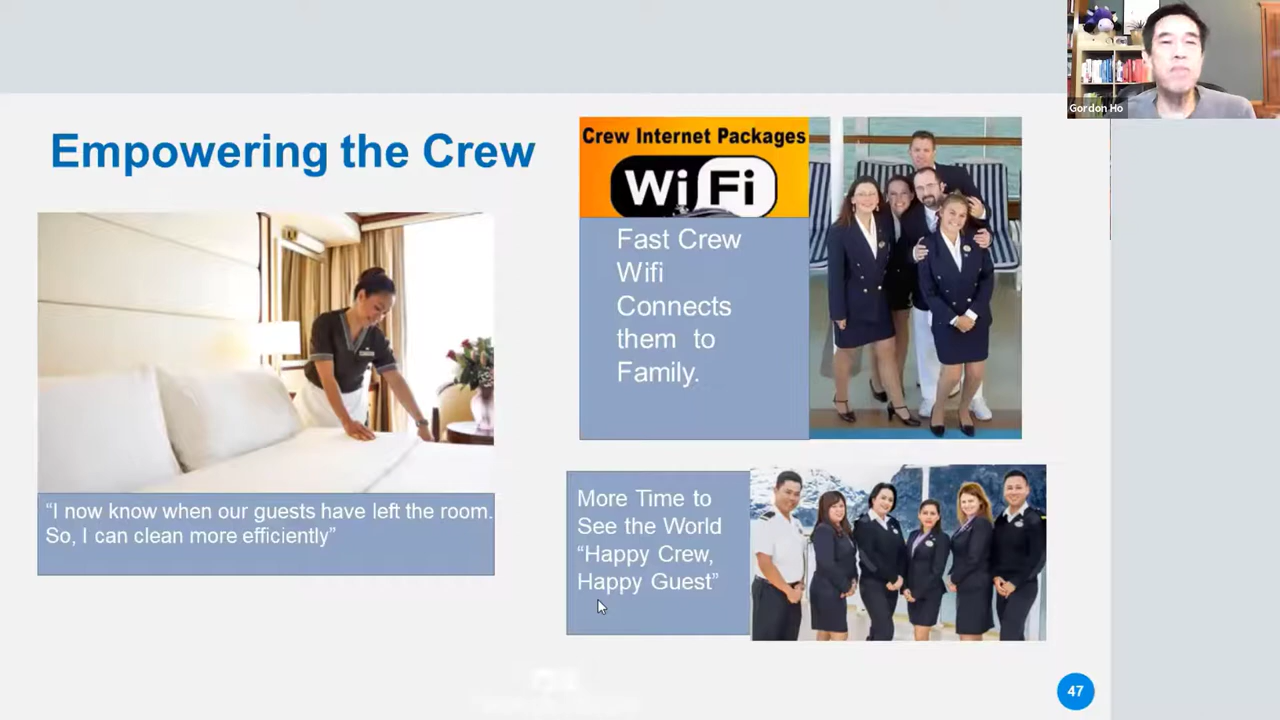 Gordon Ho
Empowering the Crew
Crew Internet Packages
Wi Fi
Fast Crew
Wifi
Connects
them to
Family.
“I now know when our guests have left the room.
So, I can clean more efficiently”
More Time to
See the World
“Happy Crew,
Happy Guest”
47